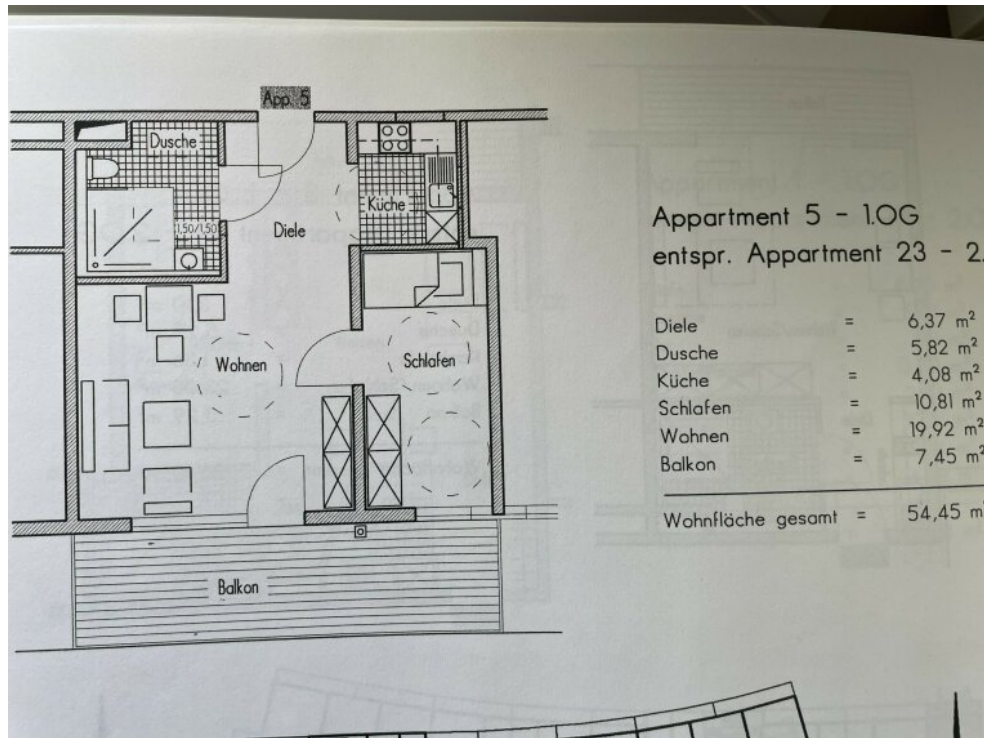 App. 5
Dusche
Küche
1,50/1,50
Diele
Wohnen
Schlafen
Balkon
Appartment 5 - 1.OG
entspr. Appartment 23 - 2.
Diele = 6,37 m²
Dusche = 5,82 m²
Küche = 4,08 m²
Schlafen = 10,81 m²
Wohnen = 19,92 m²
Balkon = 7,45 m²
Wohnfläche gesamt = 54,45 m²